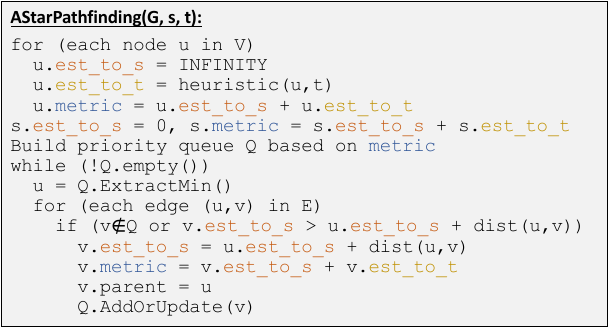 AStarPathfinding(G, s, t):
for (each node u in V)
  u.est_to_s = INFINITY
  u.est_to_t = heuristic(u,t)
  u.metric = u.est_to_s + u.est_to_t
s.est_to_s = 0, s.metric = s.est_to_s + s.est_to_t
Build priority queue Q based on metric
while (!Q.empty())
  u = Q.ExtractMin()
  for (each edge (u,v) in E)
    if (v∉Q or v.est_to_s > u.est_to_s + dist(u,v))
      v.est_to_s = u.est_to_s + dist(u,v)
      v.metric = v.est_to_s + v.est_to_t
      v.parent = u
      Q.AddOrUpdate(v)